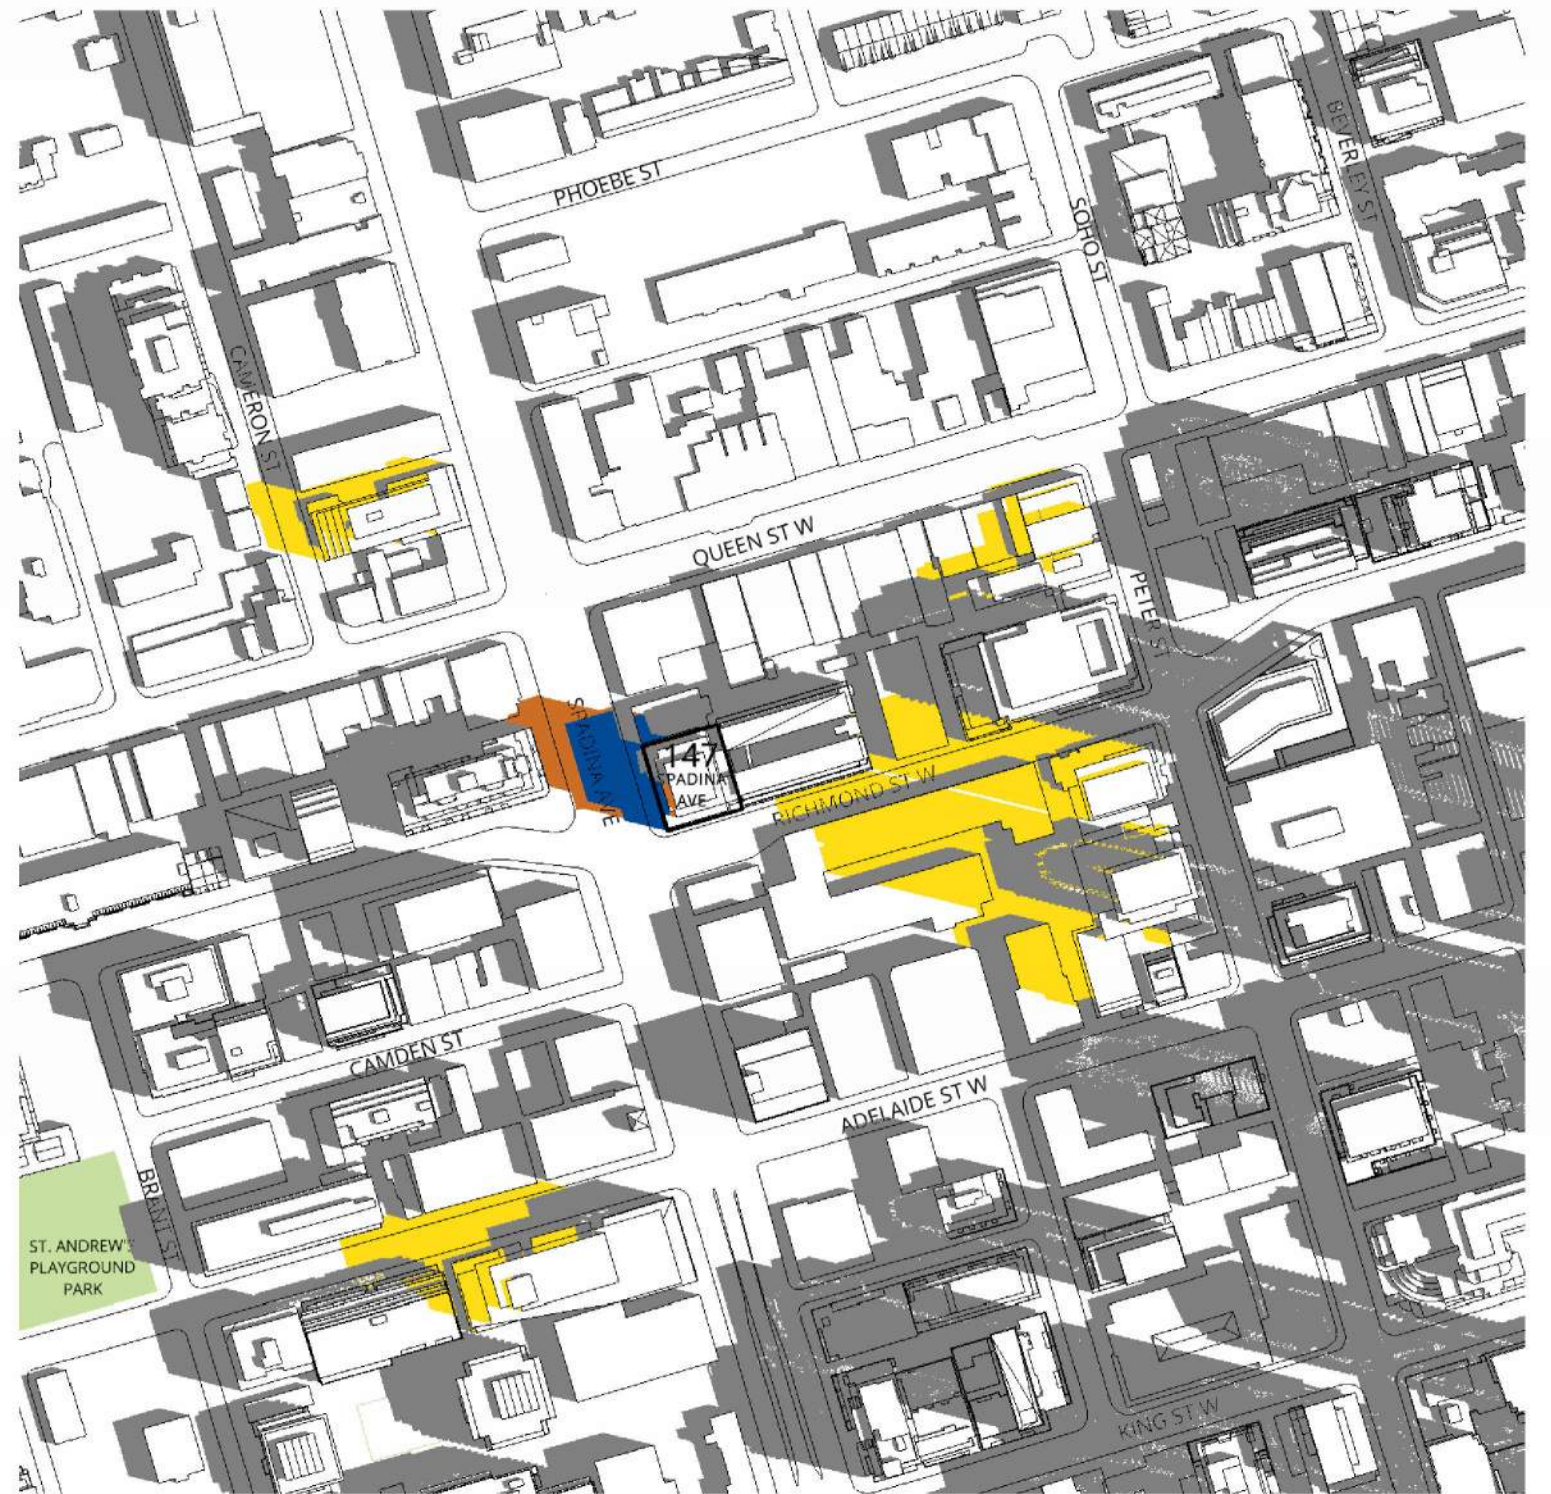 BEVERLEY ST
PHOEBE ST
SOHO ST
CAMERON ST
QUEEN ST W
PETER ST
SPADINA AVE
147
SPADINA
AVE
RICHMOND ST W
CAMDEN ST
ADELAIDE ST W
BRANT ST
ST. ANDREW'S
PLAYGROUND
PARK
KING ST W